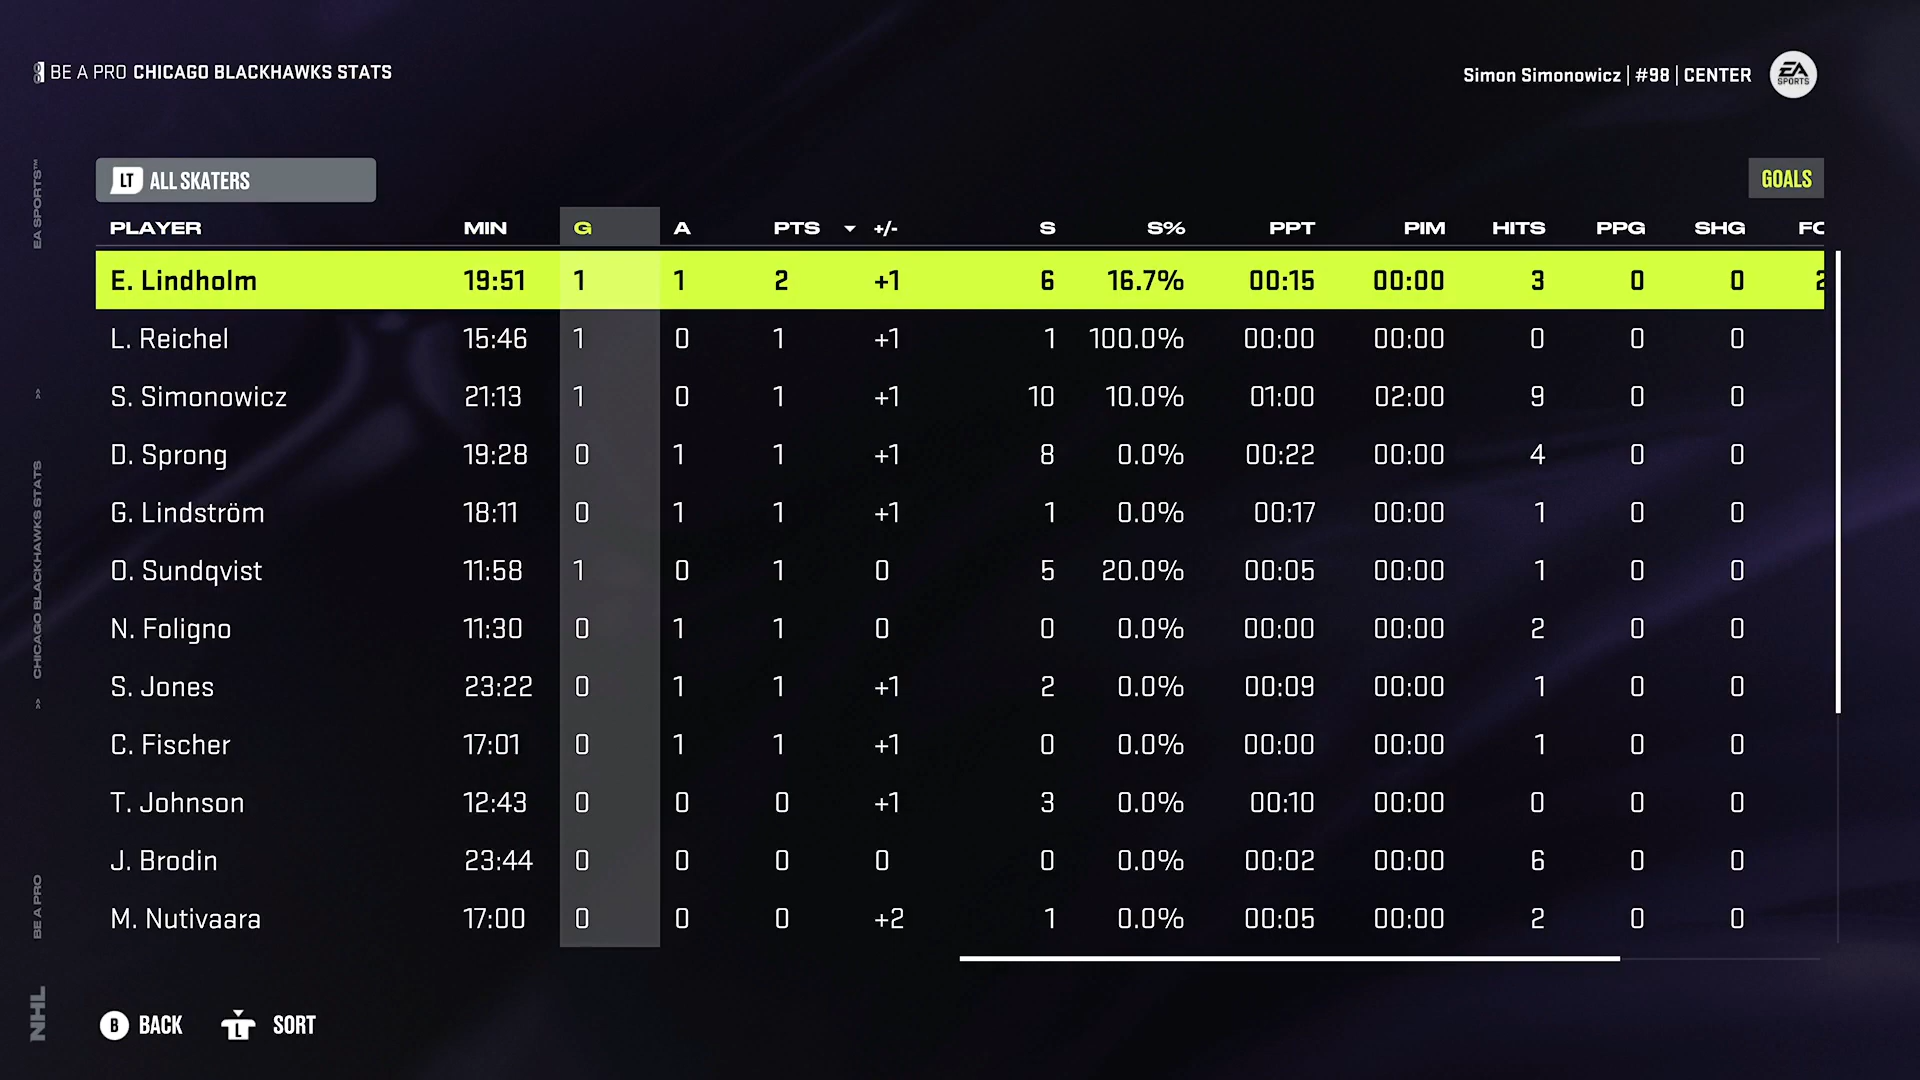 BE A PRO CHICAGO BLACKHAWKS STATS
Simon Simonowicz | #98 | CENTER
EA SPORTS
LT ALL SKATERS
GOALS
PLAYER MIN G A PTS +/- S S% PPT PIM HITS PPG SHG FO
E. Lindholm 19:51 1 1 2 +1 6 16.7% 00:15 00:00 3 0 0 2
L. Reichel 15:46 1 0 1 +1 1 100.0% 00:00 00:00 0 0 0
S. Simonowicz 21:13 1 0 1 +1 10 10.0% 01:00 02:00 9 0 0
D. Sprong 19:28 0 1 1 +1 8 0.0% 00:22 00:00 4 0 0
G. Lindström 18:11 0 1 1 +1 1 0.0% 00:17 00:00 1 0 0
O. Sundqvist 11:58 1 0 1 0 5 20.0% 00:05 00:00 1 0 0
N. Foligno 11:30 0 1 1 0 0 0.0% 00:00 00:00 2 0 0
S. Jones 23:22 0 1 1 +1 2 0.0% 00:09 00:00 1 0 0
C. Fischer 17:01 0 1 1 +1 0 0.0% 00:00 00:00 1 0 0
T. Johnson 12:43 0 0 0 +1 3 0.0% 00:10 00:00 0 0 0
J. Brodin 23:44 0 0 0 0 0 0.0% 00:02 00:00 6 0 0
M. Nutivaara 17:00 0 0 0 +2 1 0.0% 00:05 00:00 2 0 0
B BACK L SORT
NHL
BE A PRO
CHICAGO BLACKHAWKS STATS
EA SPORTS™